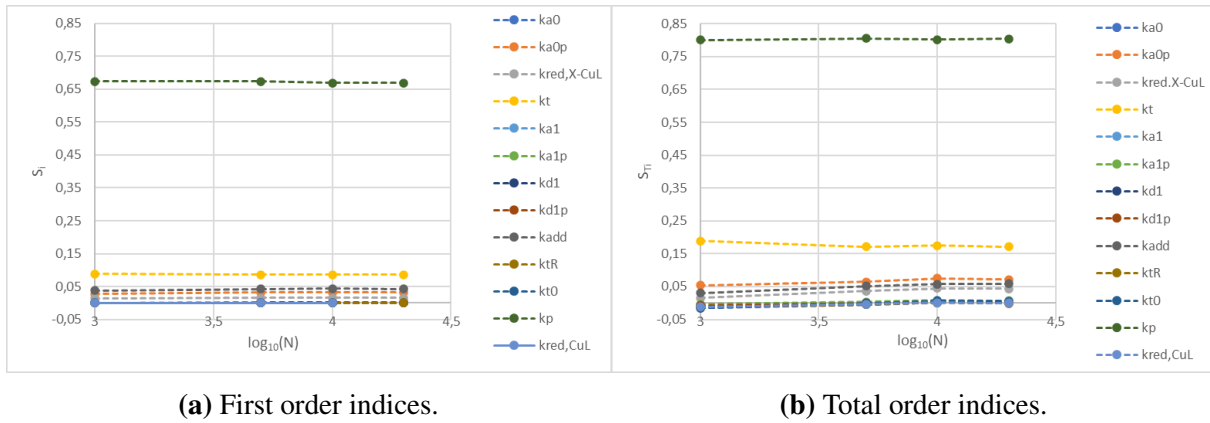 0,85
0,75
0,65
0,55
0,45
0,35
0,25
0,15
0,05
-0,05
3
3,5
4
4,5
Si
log10(N)
ka0
ka0p
kred,X-CuL
kt
ka1
ka1p
kd1
kd1p
kadd
ktR
kt0
kp
kred,CuL
(a) First order indices.
0,85
0,75
0,65
0,55
0,45
0,35
0,25
0,15
0,05
-0,05
3
3,5
4
4,5
STi
log10(N)
ka0
ka0p
kred.X-CuL
kt
ka1
ka1p
kd1
kd1p
kadd
ktR
kt0
kp
kred,CuL
(b) Total order indices.